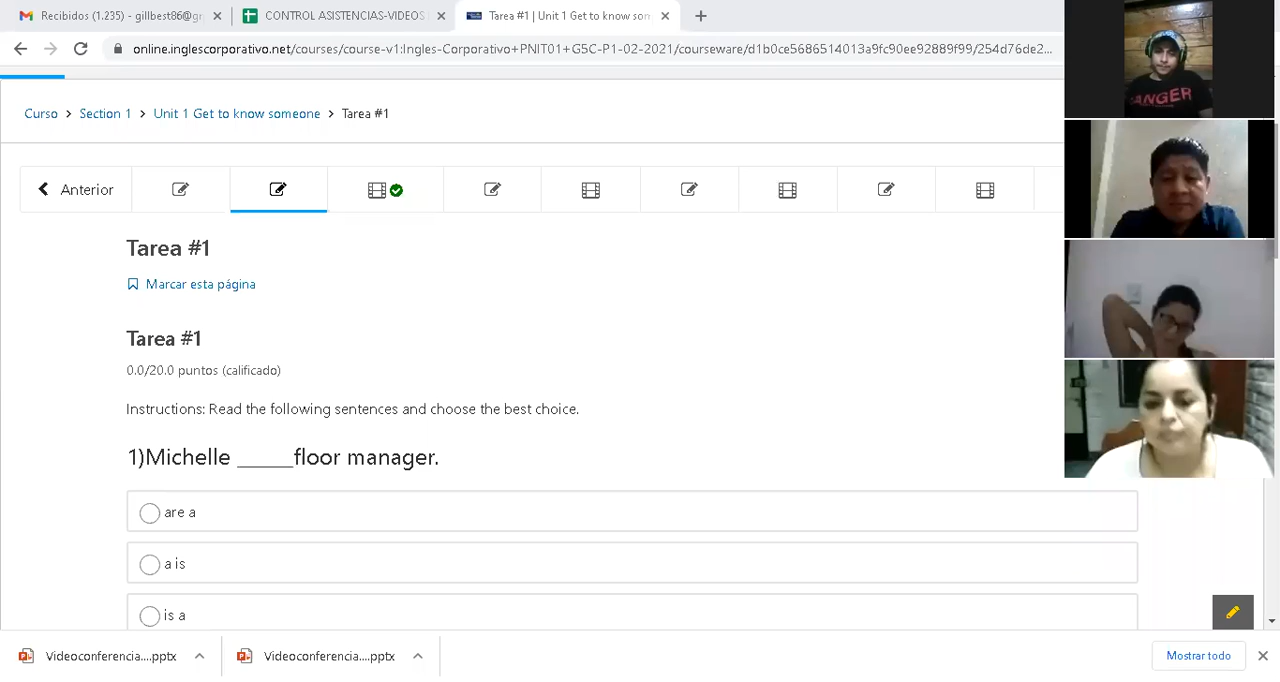 Recibidos (1.235) - gillbest86@g
CONTROL ASISTENCIAS-VIDEOS
Tarea #1 | Unit 1 Get to know som
online.inglescorporativo.net/courses/course-v1:Ingles-Corporativo+PNIT01+G5C-P1-02-2021/courseware/d1b0ce5686514013a9fc90ee92889f99/254d76de2...
Curso > Section 1 > Unit 1 Get to know someone > Tarea #1
Anterior
Tarea #1
Marcar esta página
Tarea #1
0.0/20.0 puntos (calificado)
Instructions: Read the following sentences and choose the best choice.
1)Michelle ______floor manager.
are a
a is
is a
Videoconferencia....pptx
Videoconferencia....pptx
Mostrar todo